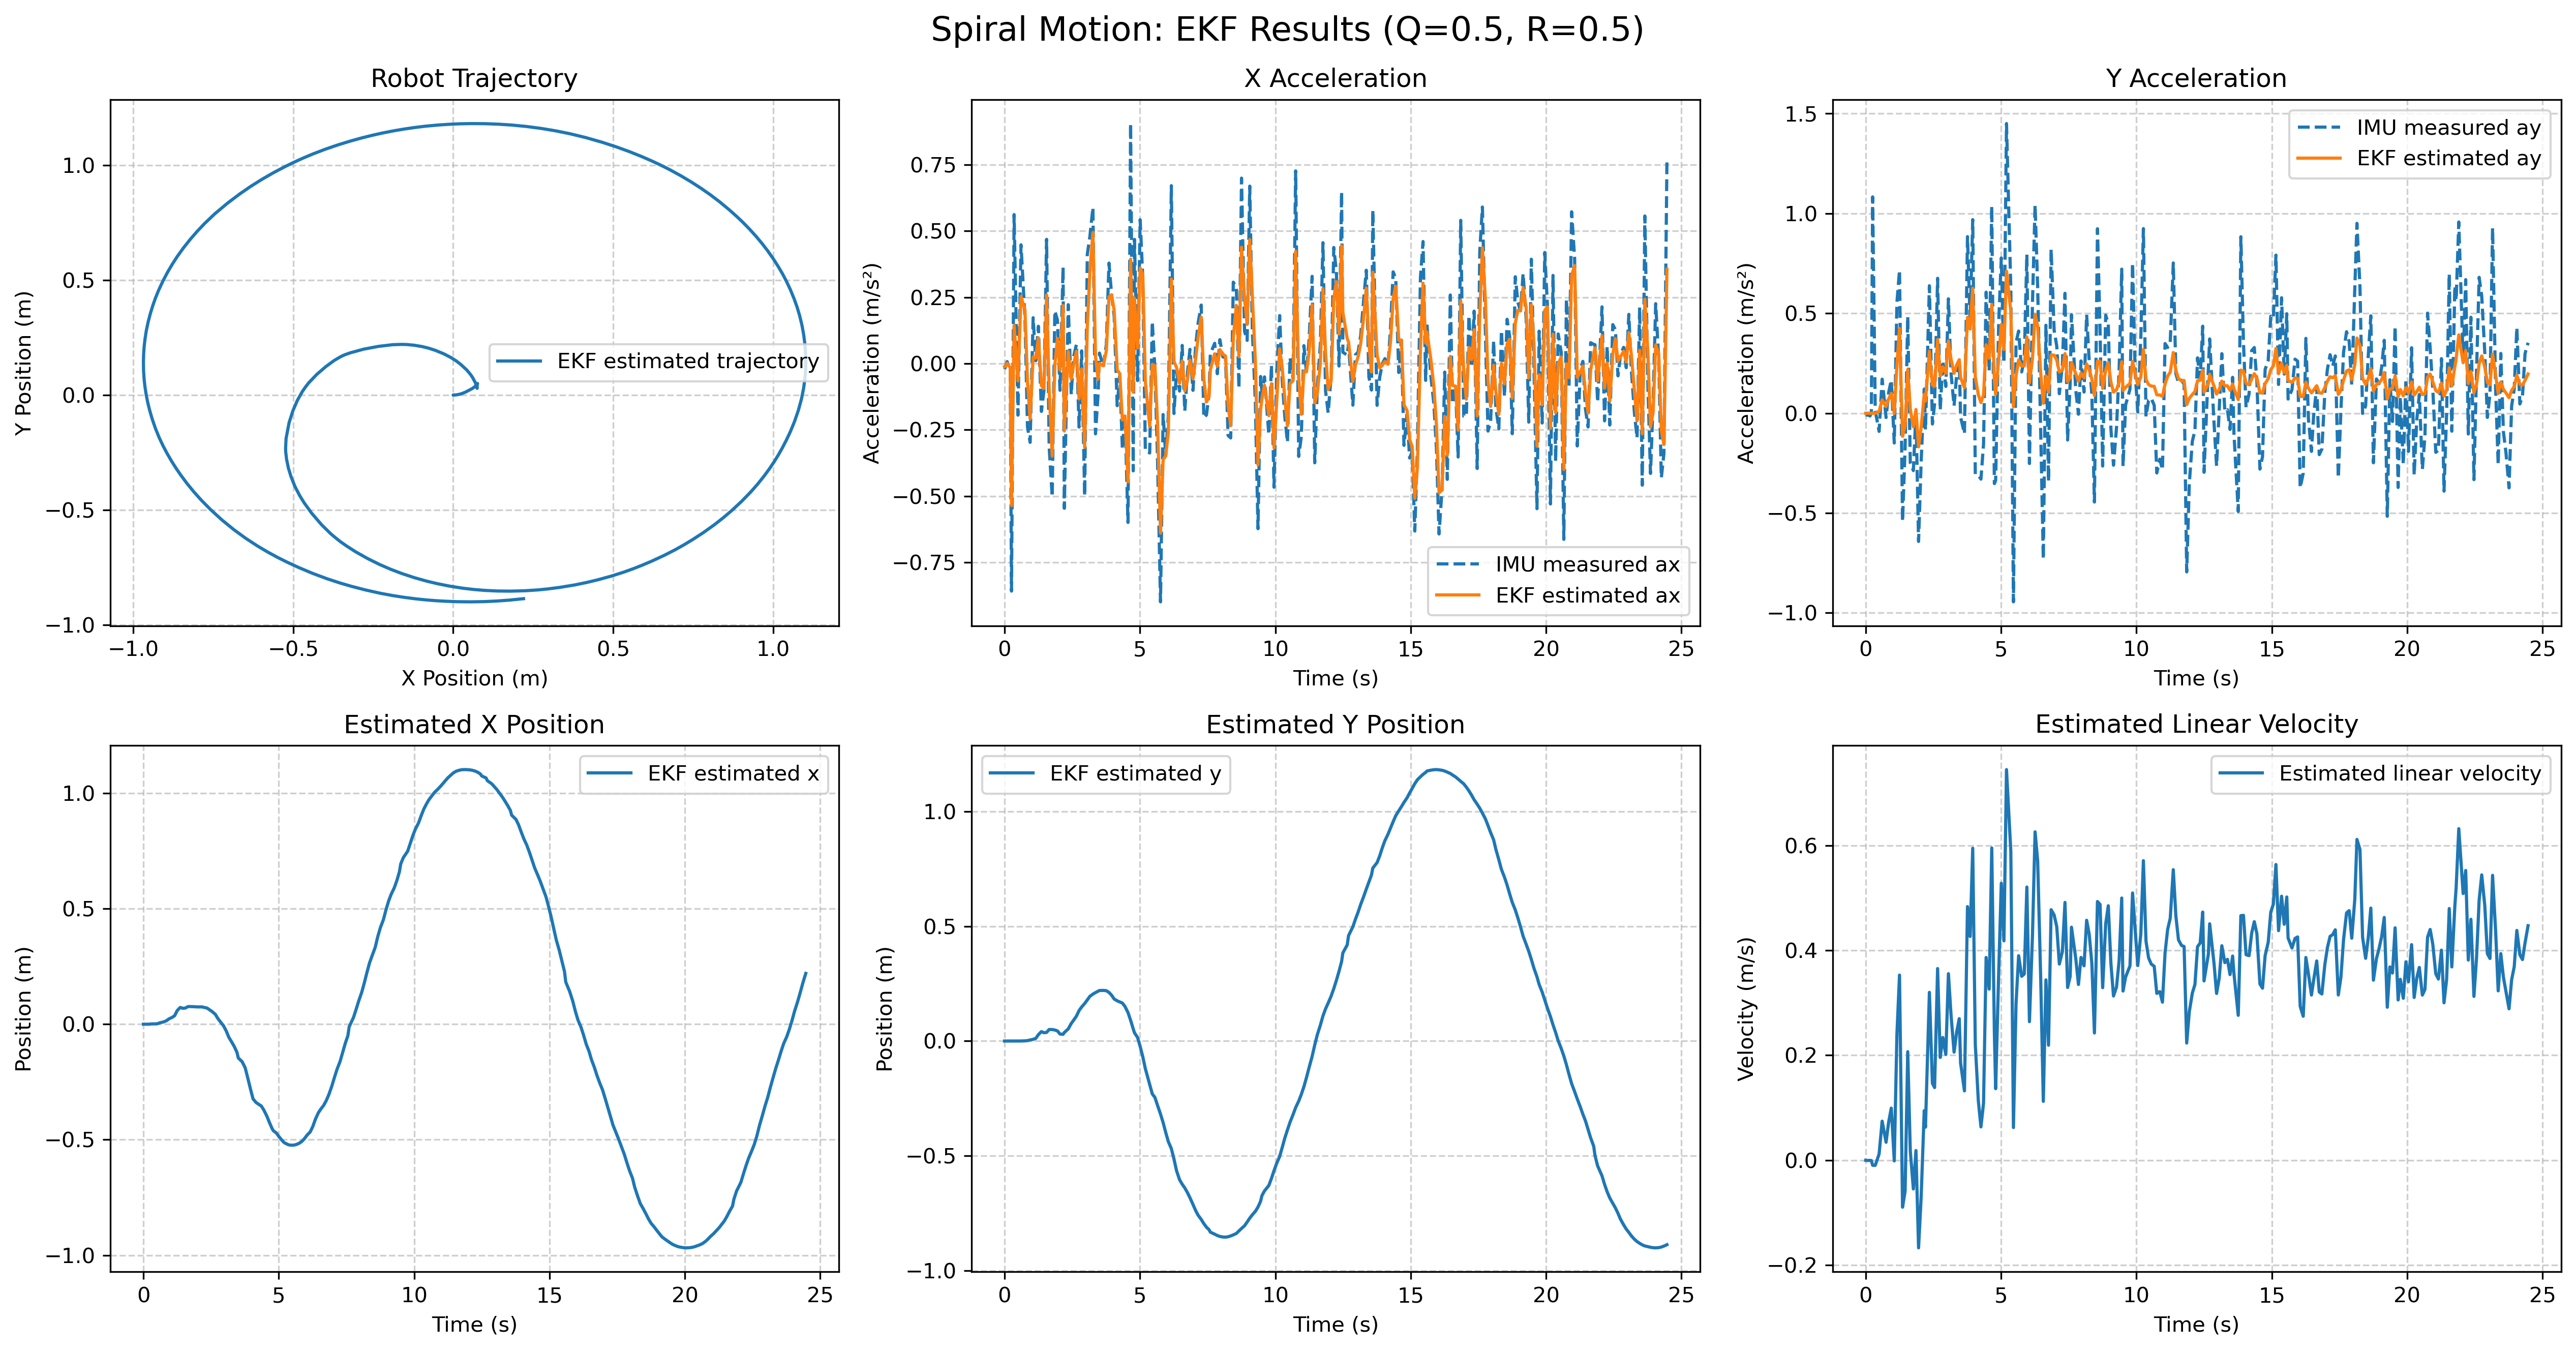 Spiral Motion: EKF Results (Q=0.5, R=0.5)
Robot Trajectory
Y Position (m)
1.0
0.5
0.0
−0.5
−1.0
EKF estimated trajectory
−1.0 −0.5 0.0 0.5 1.0
X Position (m)
X Acceleration
Acceleration (m/s²)
0.75
0.50
0.25
0.00
−0.25
−0.50
−0.75
IMU measured ax
EKF estimated ax
0 5 10 15 20 25
Time (s)
Y Acceleration
Acceleration (m/s²)
1.5
1.0
0.5
0.0
−0.5
−1.0
IMU measured ay
EKF estimated ay
0 5 10 15 20 25
Time (s)
Estimated X Position
Position (m)
1.0
0.5
0.0
−0.5
−1.0
EKF estimated x
0 5 10 15 20 25
Time (s)
Estimated Y Position
Position (m)
1.0
0.5
0.0
−0.5
−1.0
EKF estimated y
0 5 10 15 20 25
Time (s)
Estimated Linear Velocity
Velocity (m/s)
0.6
0.4
0.2
0.0
−0.2
Estimated linear velocity
0 5 10 15 20 25
Time (s)